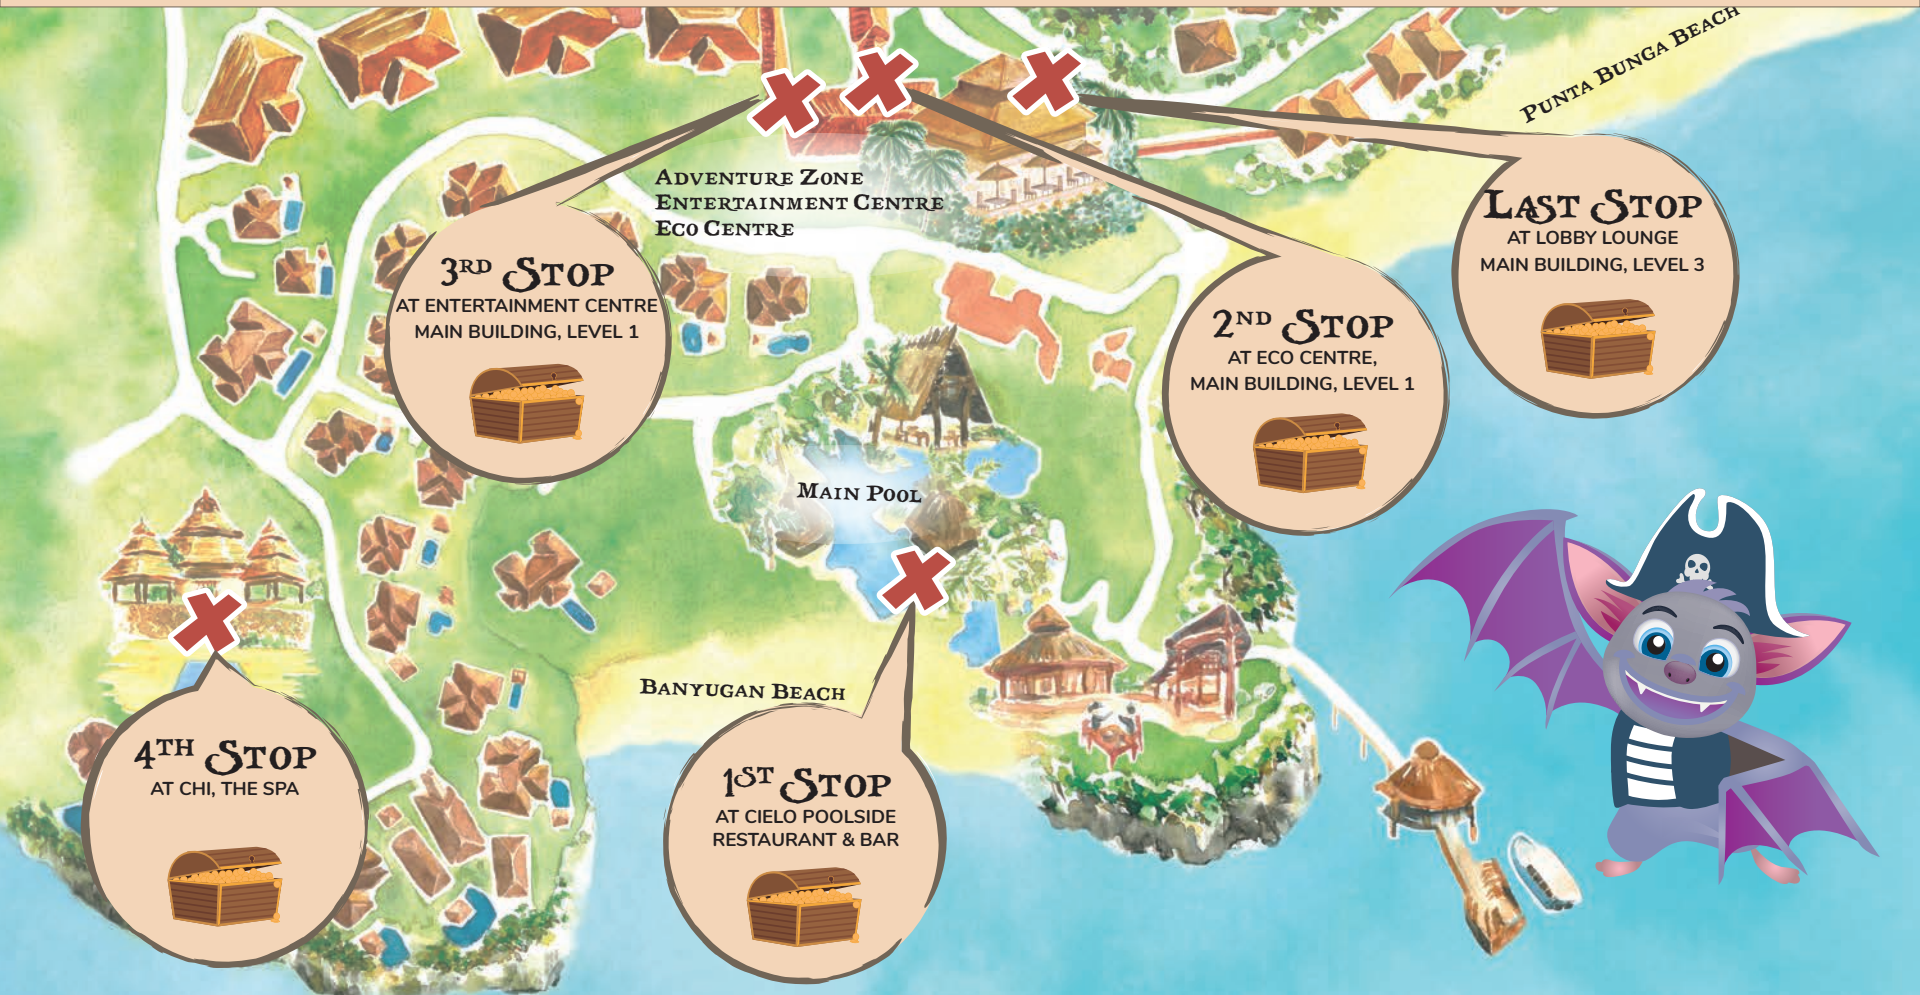 PUNTA BUNGA BEACH
ADVENTURE ZONE
ENTERTAINMENT CENTRE
ECO CENTRE
LAST STOP
AT LOBBY LOUNGE
MAIN BUILDING, LEVEL 3
3RD STOP
AT ENTERTAINMENT CENTRE
MAIN BUILDING, LEVEL 1
2ND STOP
AT ECO CENTRE,
MAIN BUILDING, LEVEL 1
MAIN POOL
BANYUGAN BEACH
4TH STOP
AT CHI, THE SPA
1ST STOP
AT CIELO POOLSIDE
RESTAURANT & BAR